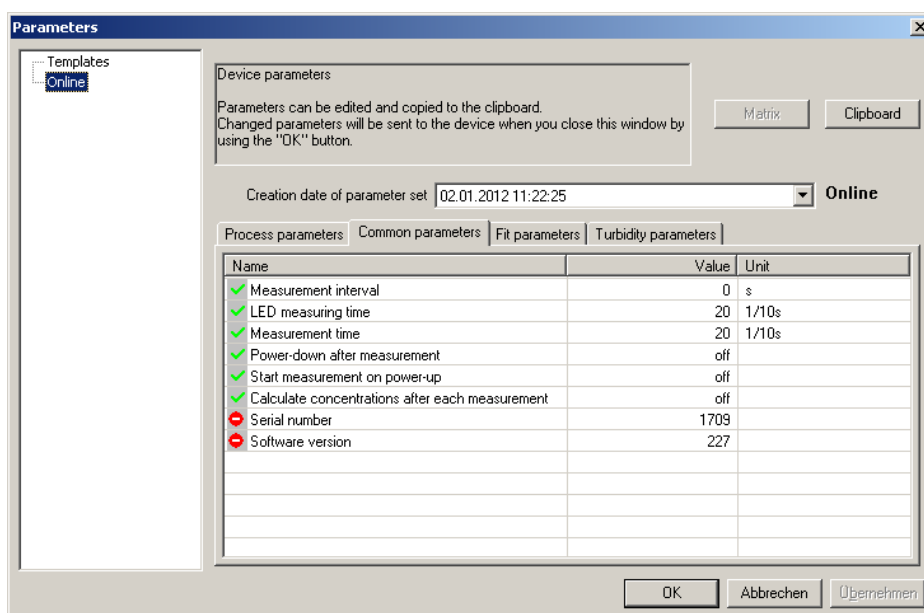 Parameters
Templates
Online
Device parameters
Parameters can be edited and copied to the clipboard.
Changed parameters will be sent to the device when you close this window by
using the "OK" button.
Matrix
Clipboard
Creation date of parameter set 02.01.2012 11:22:25 Online
Process parameters Common parameters Fit parameters Turbidity parameters
Name Value Unit
Measurement interval 0 s
LED measuring time 20 1/10s
Measurement time 20 1/10s
Power-down after measurement off
Start measurement on power-up off
Calculate concentrations after each measurement off
Serial number 1709
Software version 227
OK Abbrechen Übernehmen